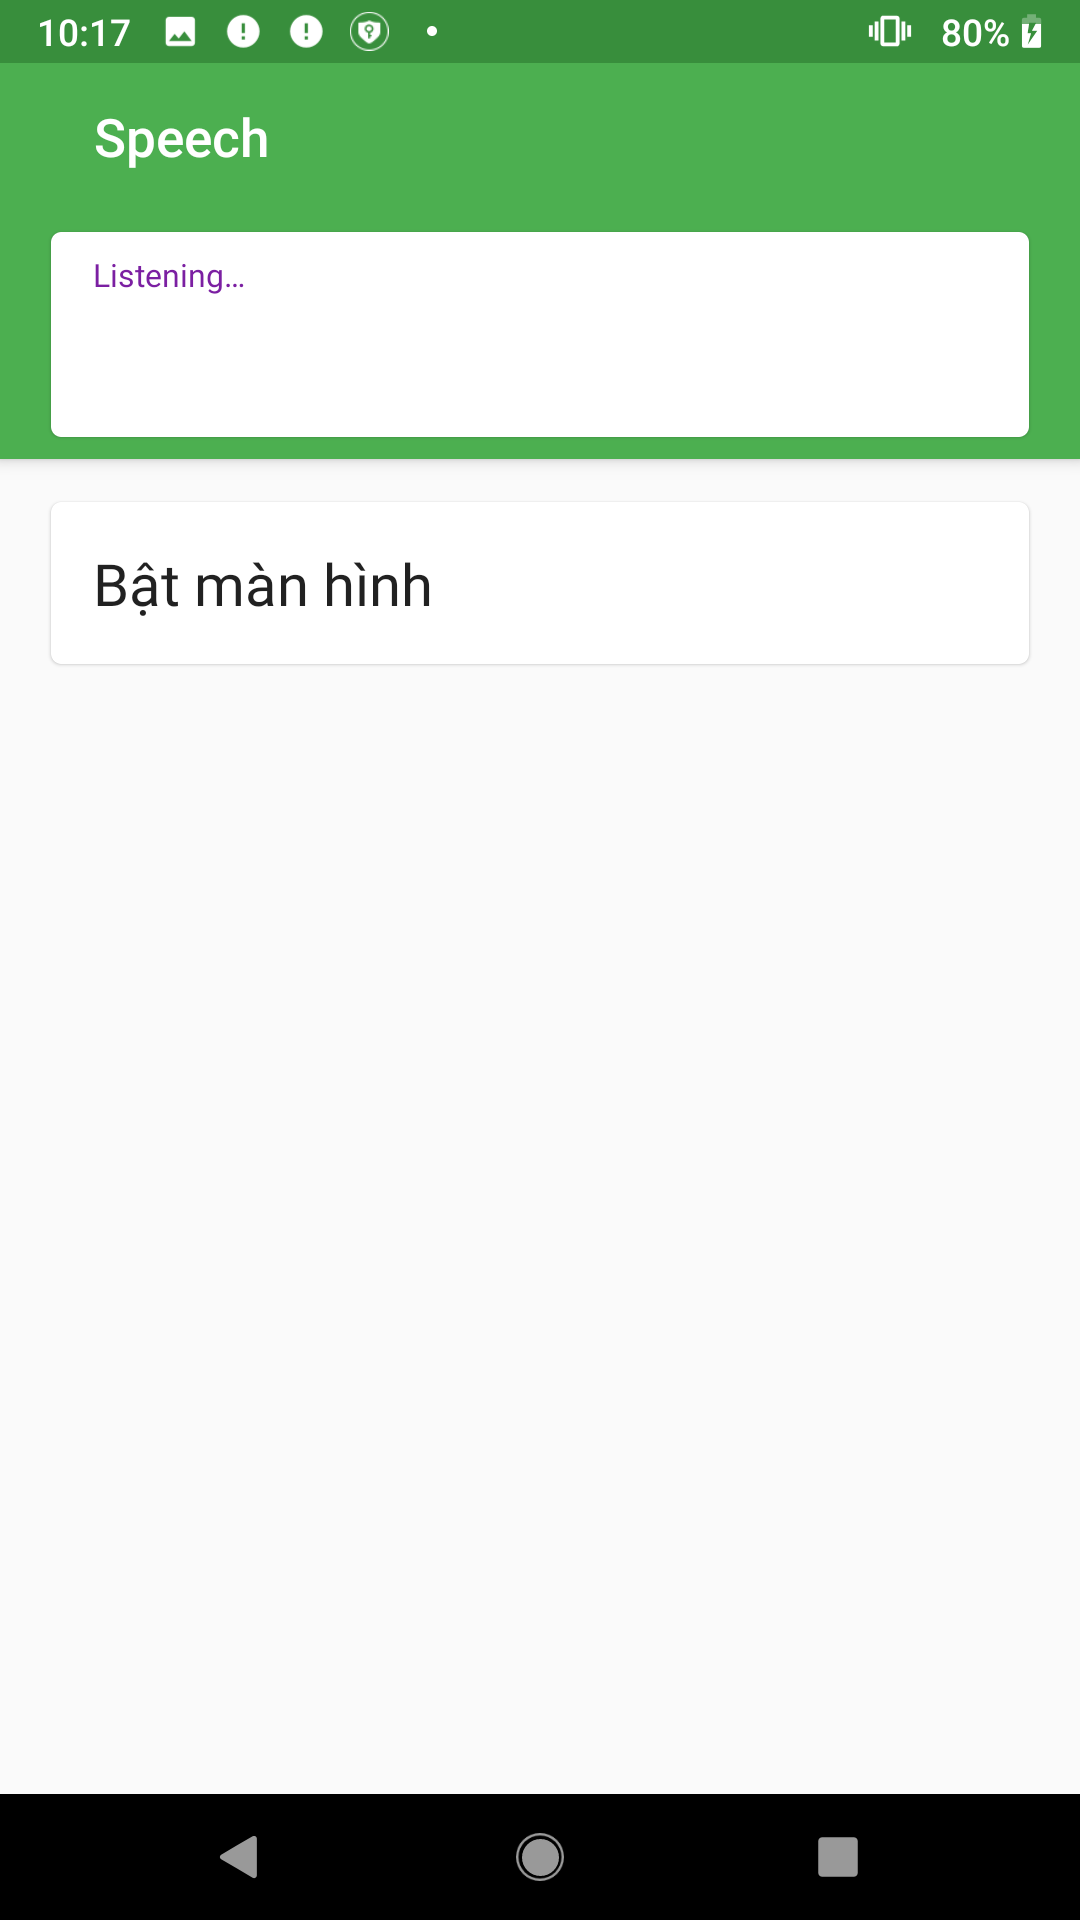 10:17 80%
Speech
Listening...
Bật màn hình